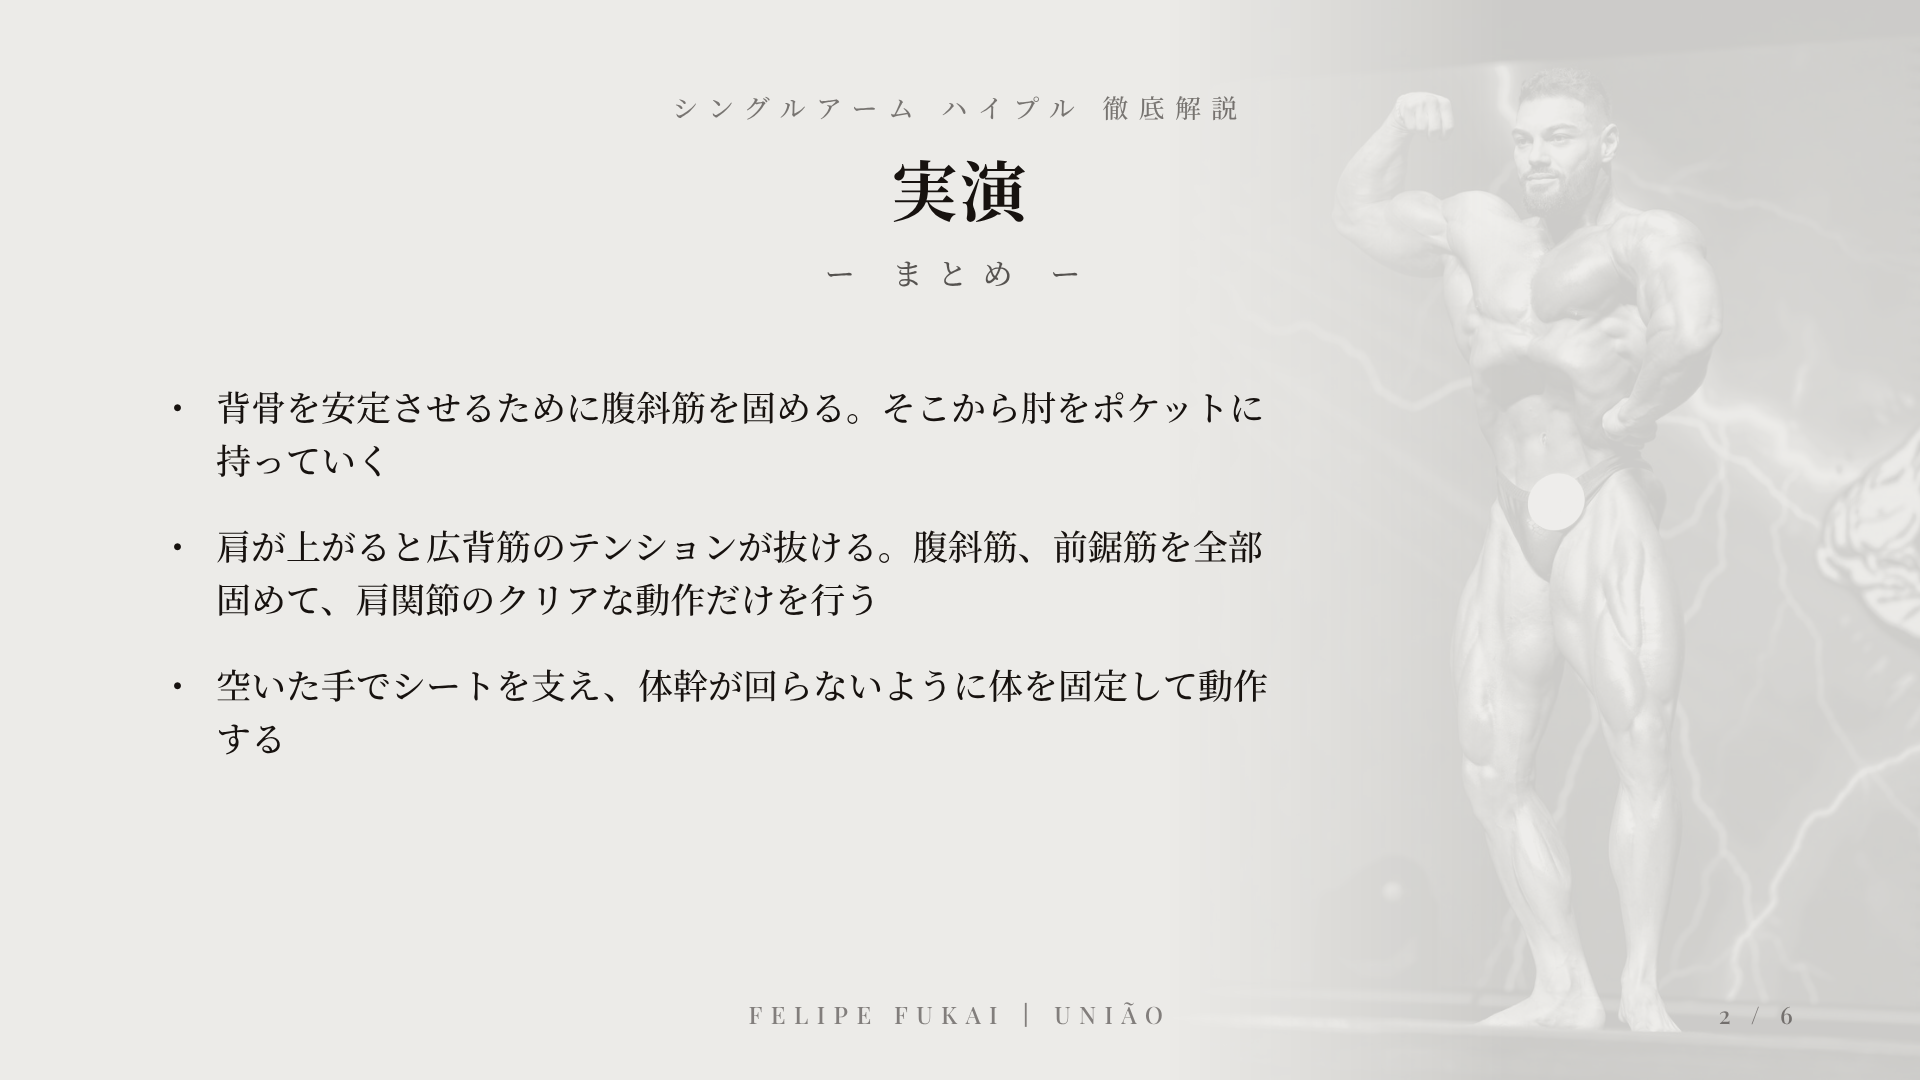 シングルアーム ハイプル 徹底解説
実演
ー まとめ ー
・ 背骨を安定させるために腹斜筋を固める。そこから肘をポケットに
持っていく
・ 肩が上がると広背筋のテンションが抜ける。腹斜筋、前鋸筋を全部
固めて、肩関節のクリアな動作だけを行う
・ 空いた手でシートを支え、体幹が回らないように体を固定して動作
する
FELIPE FUKAI | UNIÃO
2 / 6